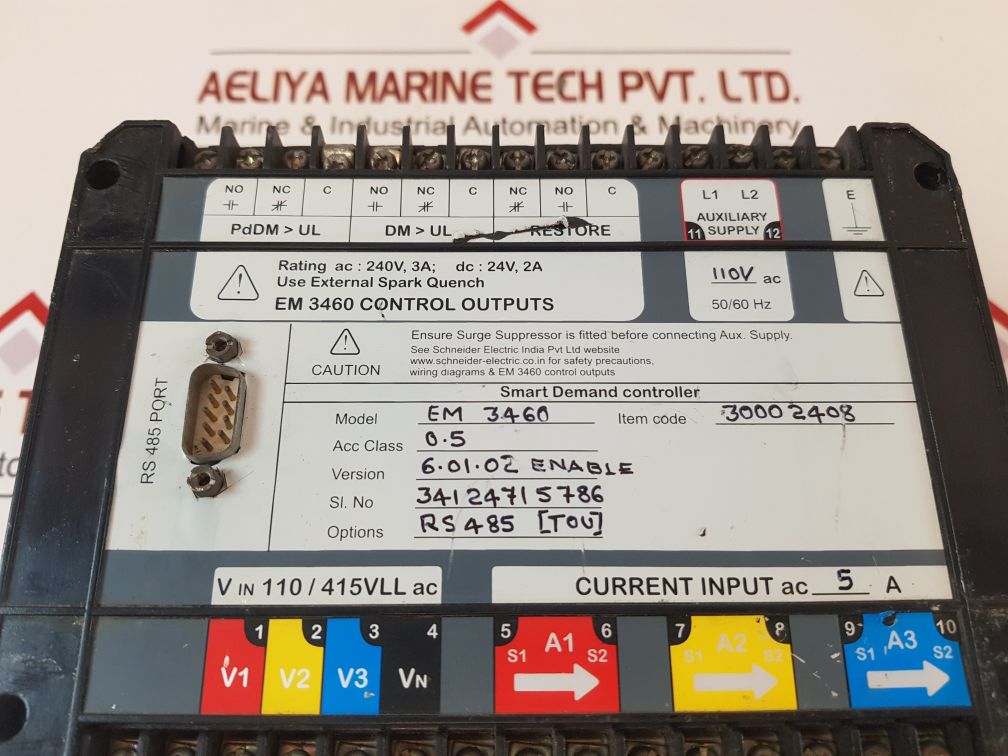 AELIYA MARINE TECH PVT. LTD.
Marine & Industrial Automation & Machinery
NO NC C NO NC C NC NO C
PdDM > UL DM > UL RESTORE
L1 L2
AUXILIARY
11 SUPPLY 12
E
Rating ac : 240V, 3A; dc : 24V, 2A
Use External Spark Quench
EM 3460 CONTROL OUTPUTS
110V ac
50/60 Hz
CAUTION
Ensure Surge Suppressor is fitted before connecting Aux. Supply.
See Schneider Electric India Pvt Ltd website
www.schneider-electric.co.in for safety precautions,
wiring diagrams & EM 3460 control outputs
RS 485 PORT
Smart Demand controller
Model EM 3460 Item code 30002408
Acc Class 0.5
Version 6.01.02 ENABLE
Sl. No 34124715786
Options RS 485 [TOU]
V IN 110 / 415VLL ac
CURRENT INPUT ac 5 A
1 2 3 4 5 6 7 8 9 10
V1 V2 V3 VN
A1 A2 A3
S1 S2 S1 S2 S1 S2